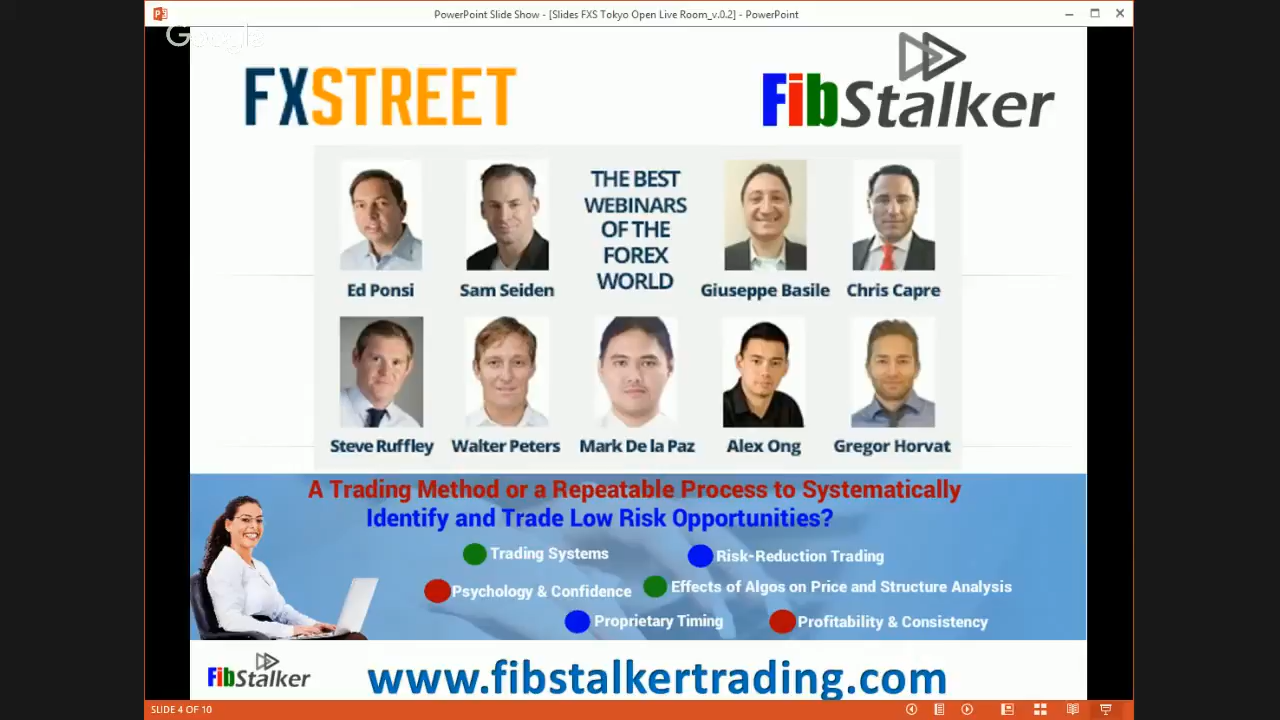 PowerPoint Slide Show - [Slides FXS Tokyo Open Live Room_v.0.2] - PowerPoint
Google
FXSTREET
FibStalker
THE BEST
WEBINARS
OF THE
FOREX
WORLD
Ed Ponsi
Sam Seiden
Giuseppe Basile
Chris Capre
Steve Ruffley
Walter Peters
Mark De la Paz
Alex Ong
Gregor Horvat
A Trading Method or a Repeatable Process to Systematically
Identify and Trade Low Risk Opportunities?
Trading Systems
Risk-Reduction Trading
Psychology & Confidence
Effects of Algos on Price and Structure Analysis
Proprietary Timing
Profitability & Consistency
FibStalker
www.fibstalkertrading.com
SLIDE 4 OF 10